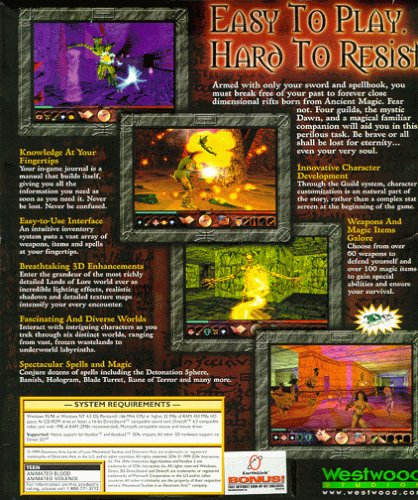 EASY TO PLAY.
HARD TO RESIS
Armed with only your sword and spellbook, you
must break free of your past to forever close
dimensional rifts born from Ancient Magic. Fear
not. Four guilds, the mystic
Dawn, and a magical familiar
companion will aid you in this
perilous task. Be brave or all
shall be lost for eternity...
even your very soul.
Knowledge At Your
Fingertips
Your in-game journal is a
manual that builds itself,
giving you all the
information you need as
soon as you need it. Never
be lost. Never be confused.
Easy-to-Use Interface
An intuitive inventory
system puts a vast array of
weapons, items and spells
at your fingertips.
Breathtaking 3D Enhancements
Enter the grandeur of the most richly
detailed Lands of Lore world ever as
incredible lighting effects, realistic
shadows and detailed texture maps
intensify your every encounter.
Fascinating And Diverse Worlds
Interact with intriguing characters as you
trek through six distinct worlds, ranging
from vast, frozen wastelands to
underworld labyrinths.
Spectacular Spells and Magic
Conjure dozens of spells including the Detonation Sphere,
Banish, Hologram, Blade Turret, Rune of Terror and many more.
Innovative Character
Development
Through the Guild system, charac
customization is an natural part of
the story, rather than a complex stat
screen at the beginning of the game.
Weapons And
Magic Items
Galore
Choose from over
60 weapons to
defend yourself and
over 100 magic items
to gain special
abilities and ensure
your survival.
SYSTEM REQUIREMENTS
TEEN
ANIMATED BLOOD
ANIMATED VIOLENCE
EarthLink
BONUS!
Westwood
STUDIOS
www.westwood.c